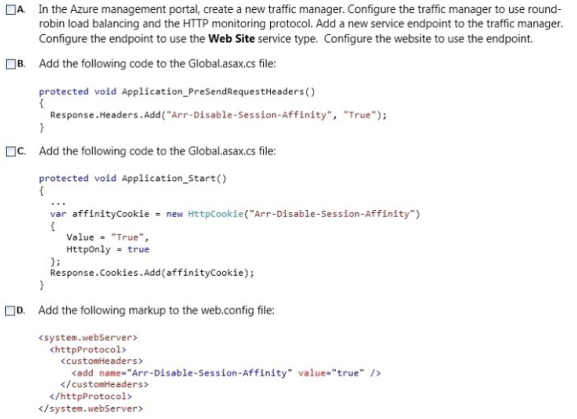 A. In the Azure management portal, create a new traffic manager. Configure the traffic manager to use round-
robin load balancing and the HTTP monitoring protocol. Add a new service endpoint to the traffic manager.
Configure the endpoint to use the Web Site service type. Configure the website to use the endpoint.
B. Add the following code to the Global.asax.cs file:
protected void Application_PreSendRequestHeaders()
{
Response.Headers.Add("Arr-Disable-Session-Affinity", "True");
}
C. Add the following code to the Global.asax.cs file:
protected void Application_Start()
{
...
var affinityCookie = new HttpCookie("Arr-Disable-Session-Affinity")
{
Value = "True",
HttpOnly = true
};
Response.Cookies.Add(affinityCookie);
}
D. Add the following markup to the web.config file:
<system.webServer>
<httpProtocol>
<customHeaders>
<add name="Arr-Disable-Session-Affinity" value="true" />
</customHeaders>
</httpProtocol>
</system.webServer>